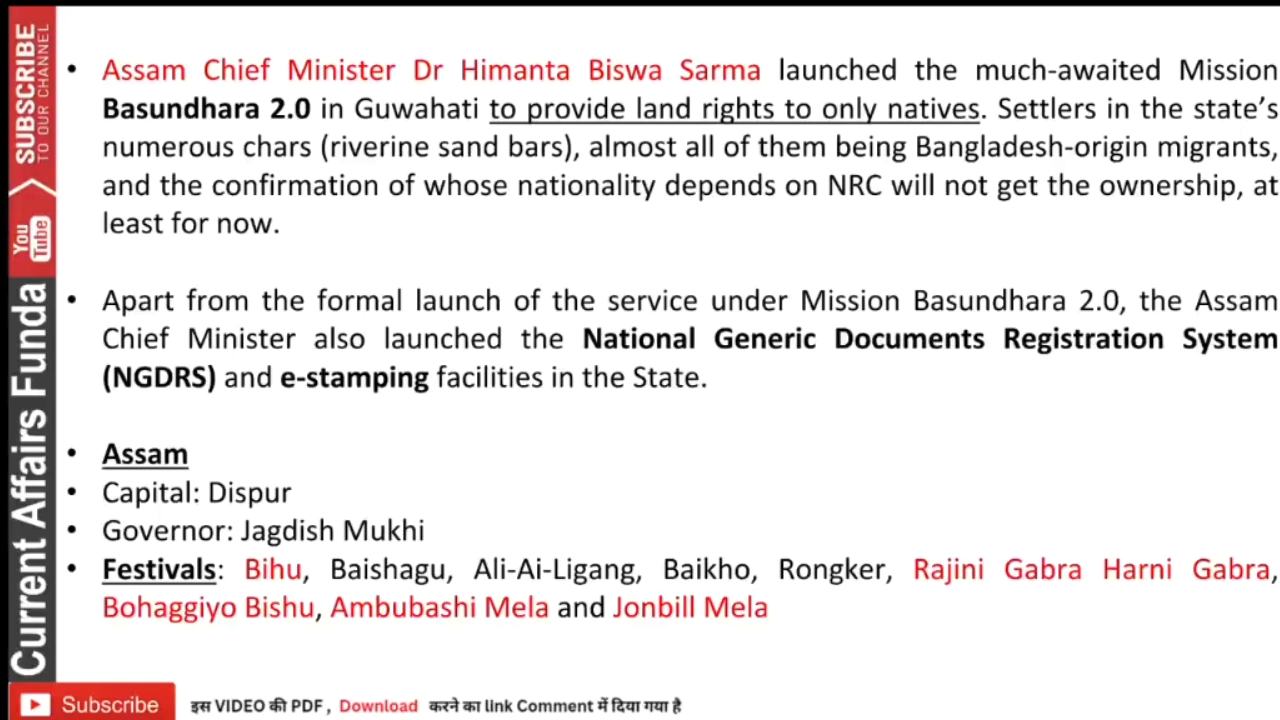 SUBSCRIBE
TO OUR CHANNEL
You
Tube
Current Affairs Funda
• Assam Chief Minister Dr Himanta Biswa Sarma launched the much-awaited Mission
Basundhara 2.0 in Guwahati to provide land rights to only natives. Settlers in the state’s
numerous chars (riverine sand bars), almost all of them being Bangladesh-origin migrants,
and the confirmation of whose nationality depends on NRC will not get the ownership, at
least for now.
• Apart from the formal launch of the service under Mission Basundhara 2.0, the Assam
Chief Minister also launched the National Generic Documents Registration System
(NGDRS) and e-stamping facilities in the State.
• Assam
• Capital: Dispur
• Governor: Jagdish Mukhi
• Festivals: Bihu, Baishagu, Ali-Ai-Ligang, Baikho, Rongker, Rajini Gabra Harni Gabra,
Bohaggiyo Bishu, Ambubashi Mela and Jonbill Mela
Subscribe
इस VIDEO की PDF , Download करने का link Comment में दिया गया है